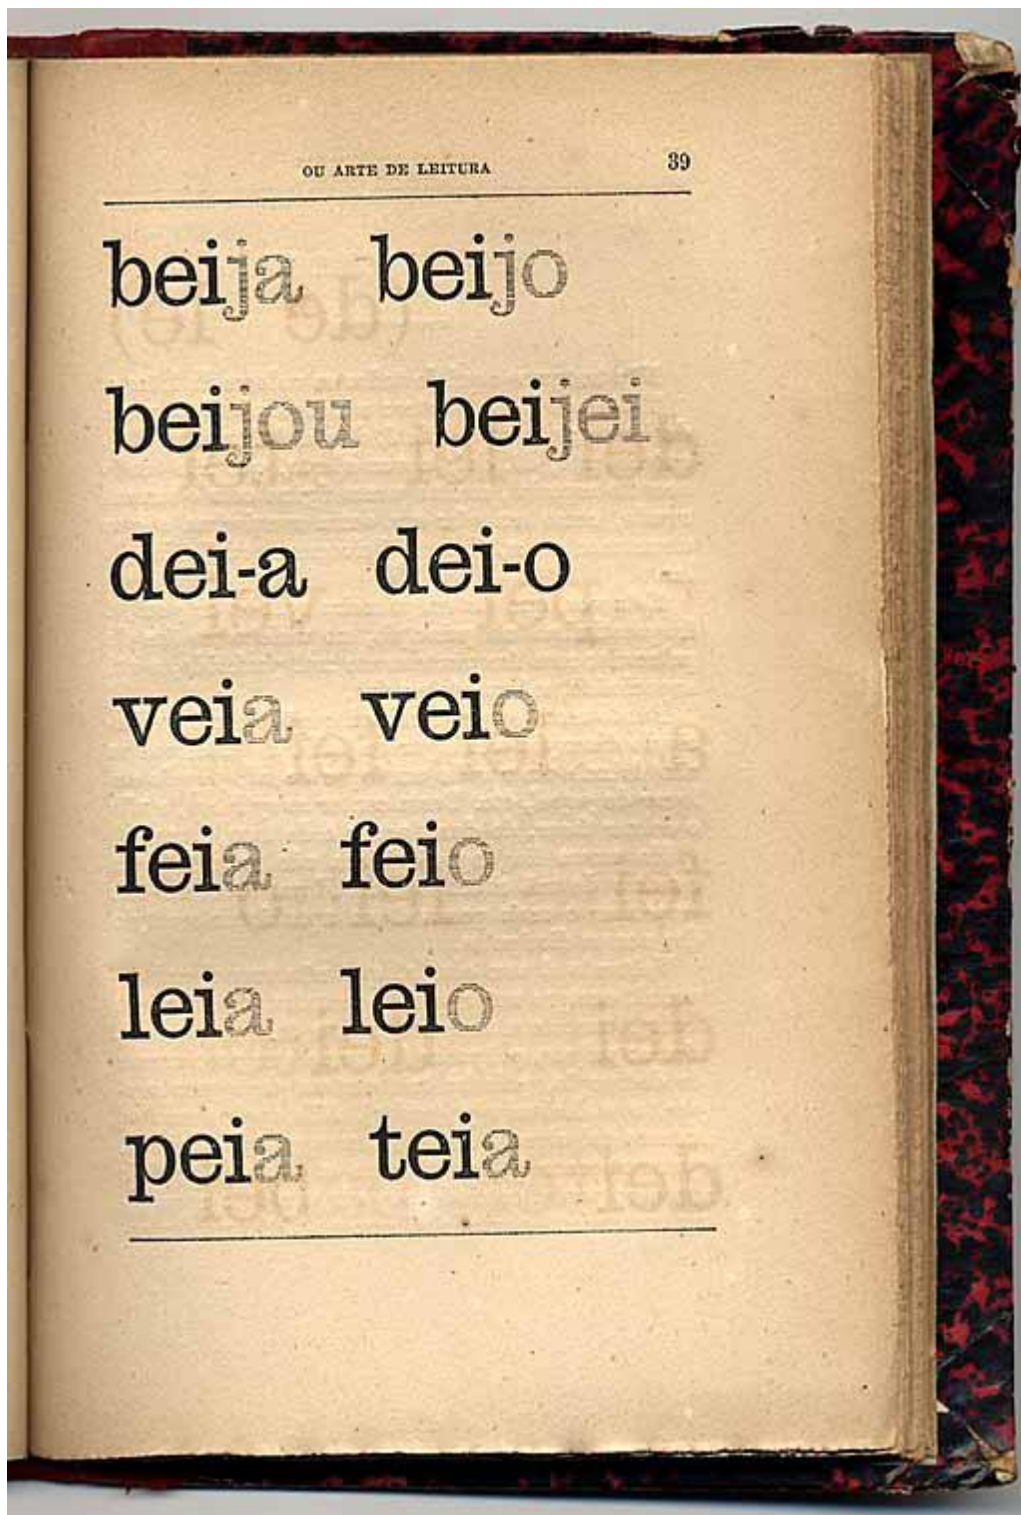 OU ARTE DE LEITURA 39
beija beijo
beijou beijei
dei-a dei-o
veia veio
feia feio
leia leio
peia teia